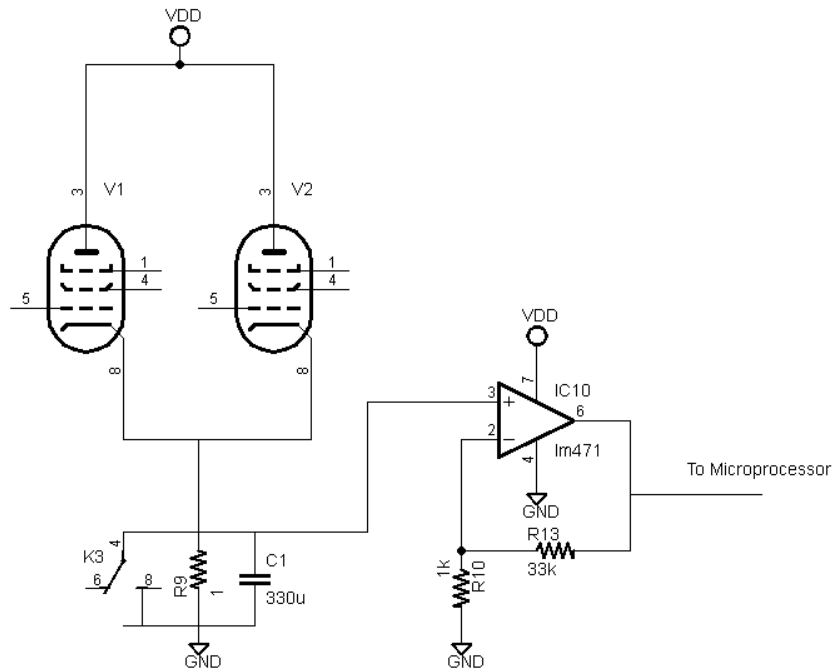 VDD
3 V1
3 V2
1
4
5
8
1
4
5
8
VDD
7 IC10
3 +
6
2 −
4 lm471
GND
To Microprocessor
R13
33k
1k R10
GND
K3
4
6
8
R9 1
C1
330u
GND